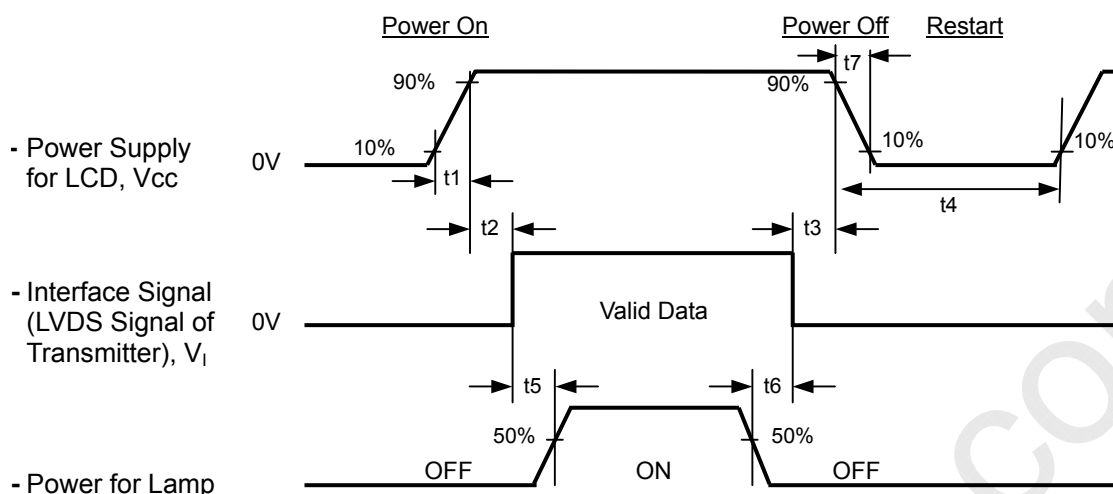 Power On
Power Off
Restart
t7
90%
90%
- Power Supply
for LCD, Vcc
0V
10%
10%
10%
t1
t4
t2
t3
- Interface Signal
(LVDS Signal of
Transmitter), VI
0V
Valid Data
t5
t6
50%
50%
OFF
ON
OFF
- Power for Lamp